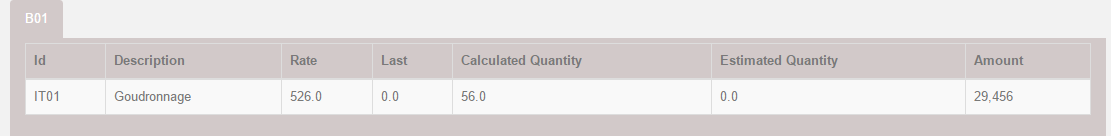 B01
Id Description Rate Last Calculated Quantity Estimated Quantity Amount
IT01 Goudronnage 526.0 0.0 56.0 0.0 29,456